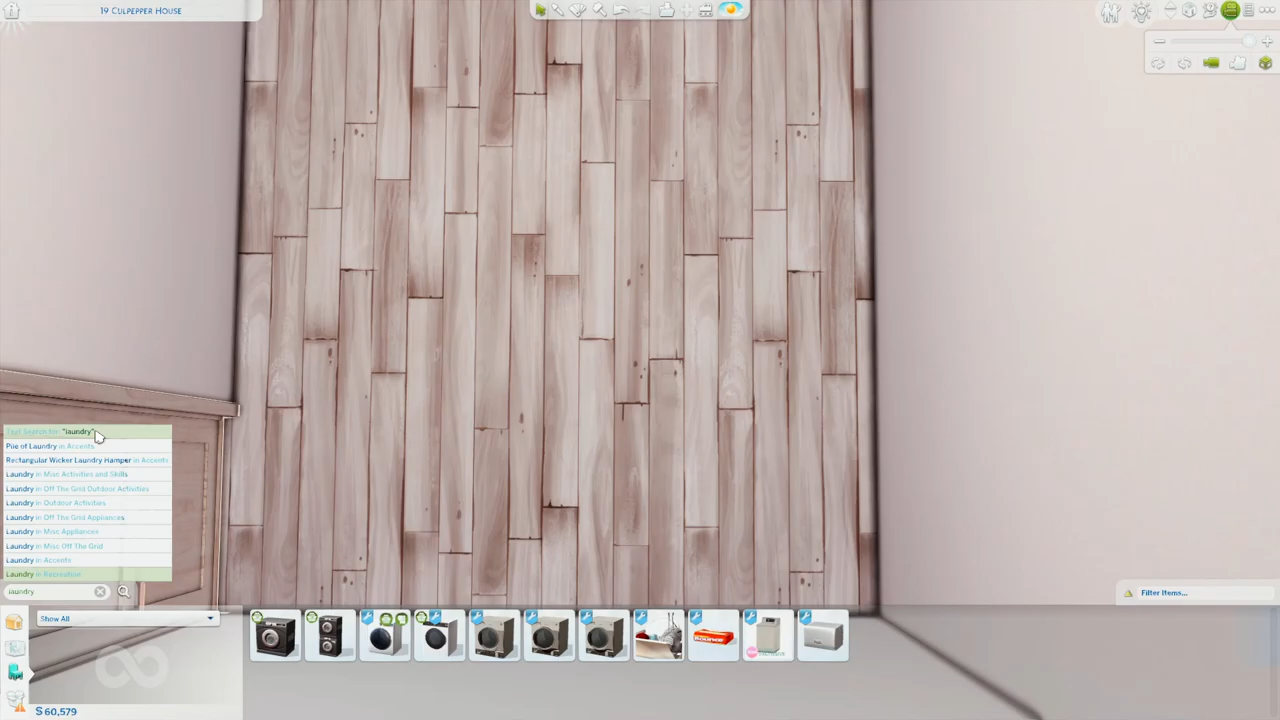 19 CULPEPPER HOUSE
Text Search for: "laundry"
Pile of Laundry in Accents
Rectangular Wicker Laundry Hamper in Accents
Laundry in Misc Activities and Skills
Laundry in Off The Grid Outdoor Activities
Laundry in Outdoor Activities
Laundry in Off The Grid Appliances
Laundry in Misc Appliances
Laundry in Misc Off The Grid
Laundry in Accents
Laundry in Recreation
laundry
Filter Items...
Show All
BOUNCE
§ 60,579